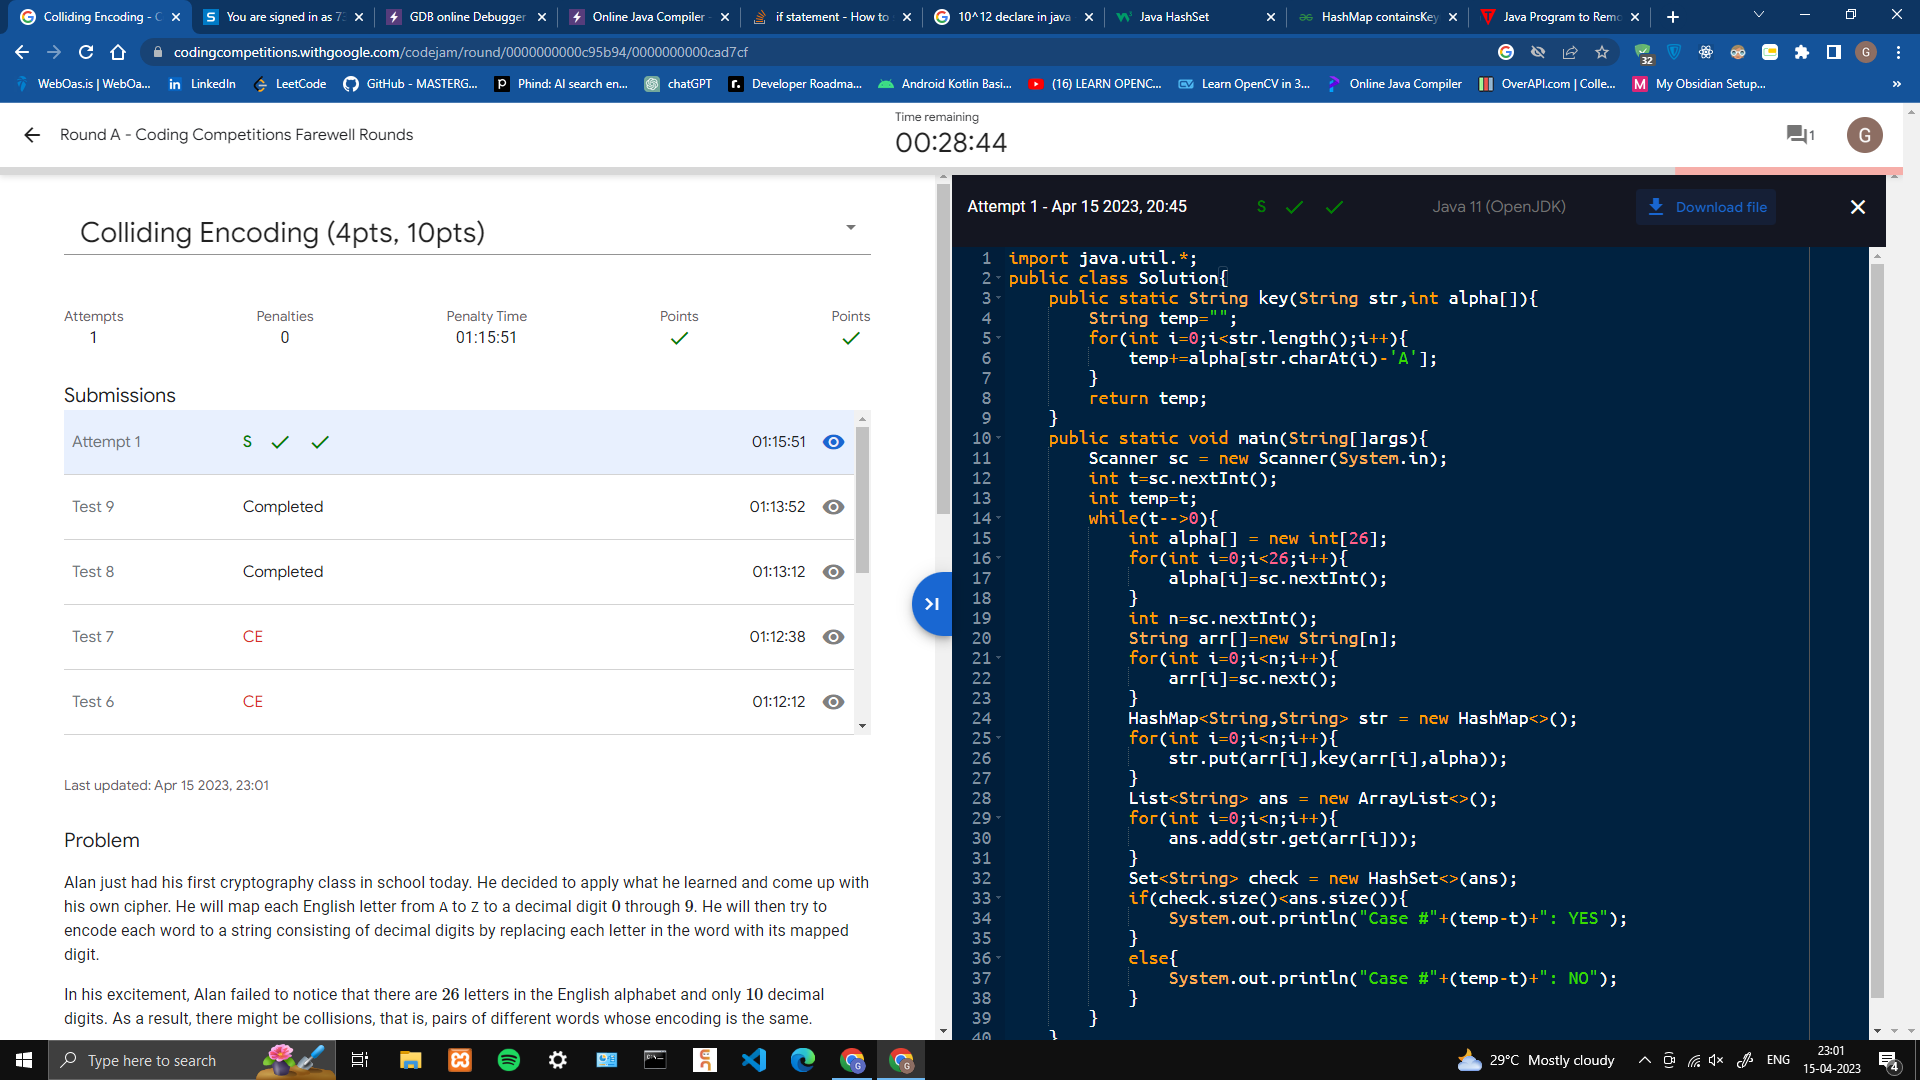 Colliding Encoding - C
You are signed in as 73
GDB online Debugger
Online Java Compiler -
if statement - How to
10^12 declare in java
Java HashSet
HashMap containsKey
Java Program to Remo
codingcompetitions.withgoogle.com/codejam/round/0000000000c95b94/0000000000cad7cf
32
G
WebOas.is | WebOa...
LinkedIn
LeetCode
GitHub - MASTERG...
Phind: AI search en...
chatGPT
Developer Roadma...
Android Kotlin Basi...
(16) LEARN OPENC...
Learn OpenCV in 3...
Online Java Compiler
OverAPI.com | Colle...
My Obsidian Setup...
»
Round A - Coding Competitions Farewell Rounds
Time remaining
00:28:44
1
G
Colliding Encoding (4pts, 10pts)
Attempts Penalties Penalty Time Points Points
1 0 01:15:51
Submissions
Attempt 1 S 01:15:51
Test 9 Completed 01:13:52
Test 8 Completed 01:13:12
Test 7 CE 01:12:38
Test 6 CE 01:12:12
Last updated: Apr 15 2023, 23:01
Problem
Alan just had his first cryptography class in school today. He decided to apply what he learned and come up with
his own cipher. He will map each English letter from A to Z to a decimal digit 0 through 9. He will then try to
encode each word to a string consisting of decimal digits by replacing each letter in the word with its mapped
digit.
In his excitement, Alan failed to notice that there are 26 letters in the English alphabet and only 10 decimal
digits. As a result, there might be collisions, that is, pairs of different words whose encoding is the same.
Attempt 1 - Apr 15 2023, 20:45 S Java 11 (OpenJDK) Download file
1 import java.util.*;
2 public class Solution{
3 public static String key(String str,int alpha[]){
4 String temp="";
5 for(int i=0;i<str.length();i++){
6 temp+=alpha[str.charAt(i)-'A'];
7 }
8 return temp;
9 }
10 public static void main(String[]args){
11 Scanner sc = new Scanner(System.in);
12 int t=sc.nextInt();
13 int temp=t;
14 while(t-->0){
15 int alpha[] = new int[26];
16 for(int i=0;i<26;i++){
17 alpha[i]=sc.nextInt();
18 }
19 int n=sc.nextInt();
20 String arr[]=new String[n];
21 for(int i=0;i<n;i++){
22 arr[i]=sc.next();
23 }
24 HashMap<String,String> str = new HashMap<>();
25 for(int i=0;i<n;i++){
26 str.put(arr[i],key(arr[i],alpha));
27 }
28 List<String> ans = new ArrayList<>();
29 for(int i=0;i<n;i++){
30 ans.add(str.get(arr[i]));
31 }
32 Set<String> check = new HashSet<>(ans);
33 if(check.size()<ans.size()){
34 System.out.println("Case #"+(temp-t)+": YES");
35 }
36 else{
37 System.out.println("Case #"+(temp-t)+": NO");
38 }
39 }
40 }
Type here to search
29°C Mostly cloudy
ENG
23:01
15-04-2023
4